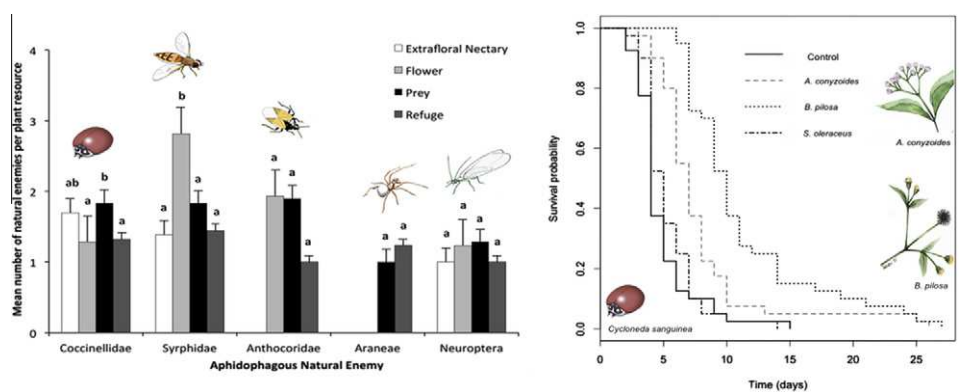 Mean number of natural enemies per plant resource
4
3
2
1
0
Extrafloral Nectary
Flower
Prey
Refuge
ab
a
b
a
a
b
a
a
a
a
a
a
a
a
a
a
a
Coccinellidae
Syrphidae
Anthocoridae
Araneae
Neuroptera
Aphidophagous Natural Enemy
Survival probability
1.0
0.8
0.6
0.4
0.2
0.0
Control
A. conyzoides
B. pilosa
S. oleraceus
A. conyzoides
B. pilosa
Cycloneda sanguinea
0
5
10
15
20
25
Time (days)